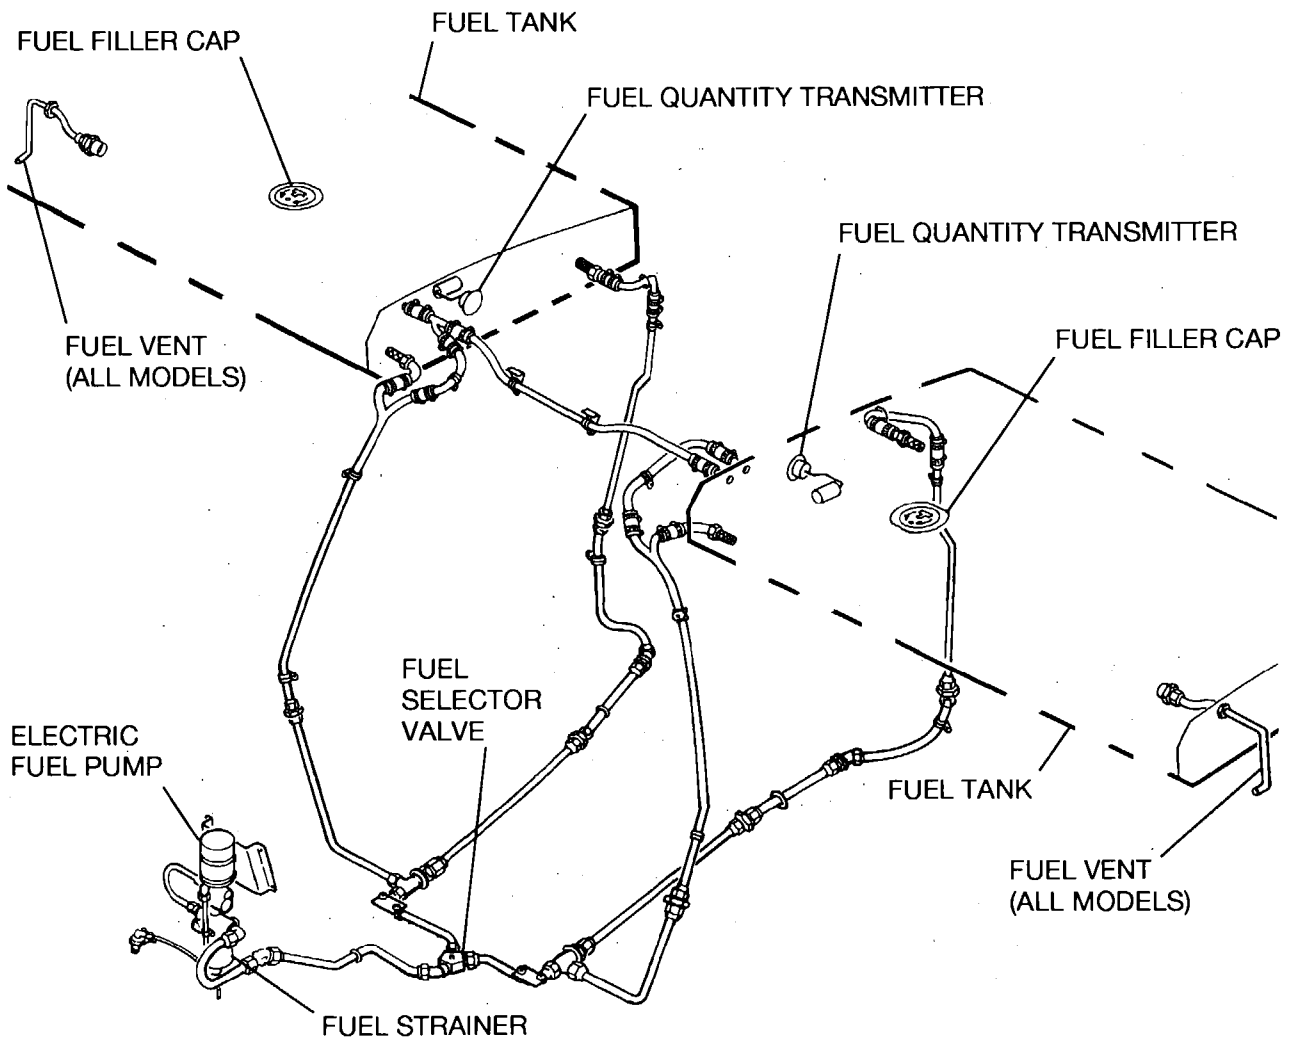 FUEL TANK
FUEL FILLER CAP
FUEL QUANTITY TRANSMITTER
FUEL QUANTITY TRANSMITTER
FUEL VENT
(ALL MODELS)
FUEL FILLER CAP
FUEL
SELECTOR
VALVE
ELECTRIC
FUEL PUMP
FUEL TANK
FUEL VENT
(ALL MODELS)
FUEL STRAINER